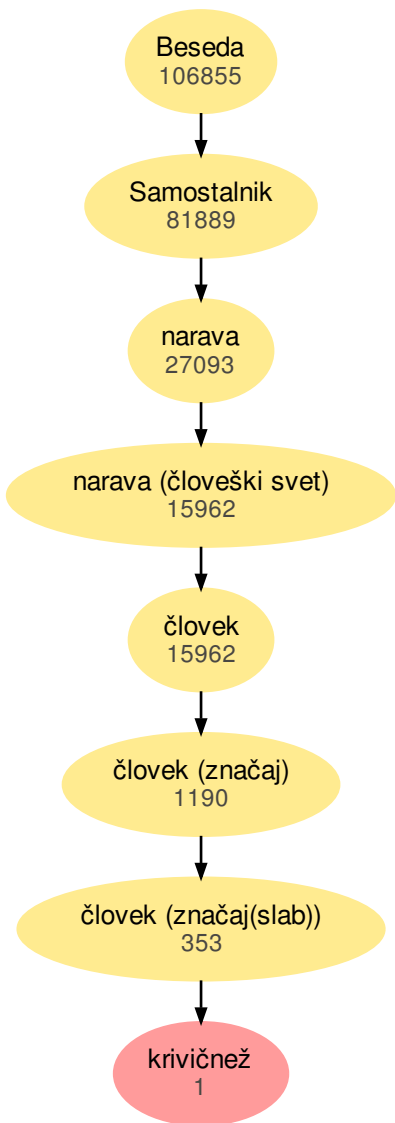 Beseda
106855
Samostalnik
81889
narava
27093
narava (človeški svet)
15962
človek
15962
človek (značaj)
1190
človek (značaj(slab))
353
krivičnež
1